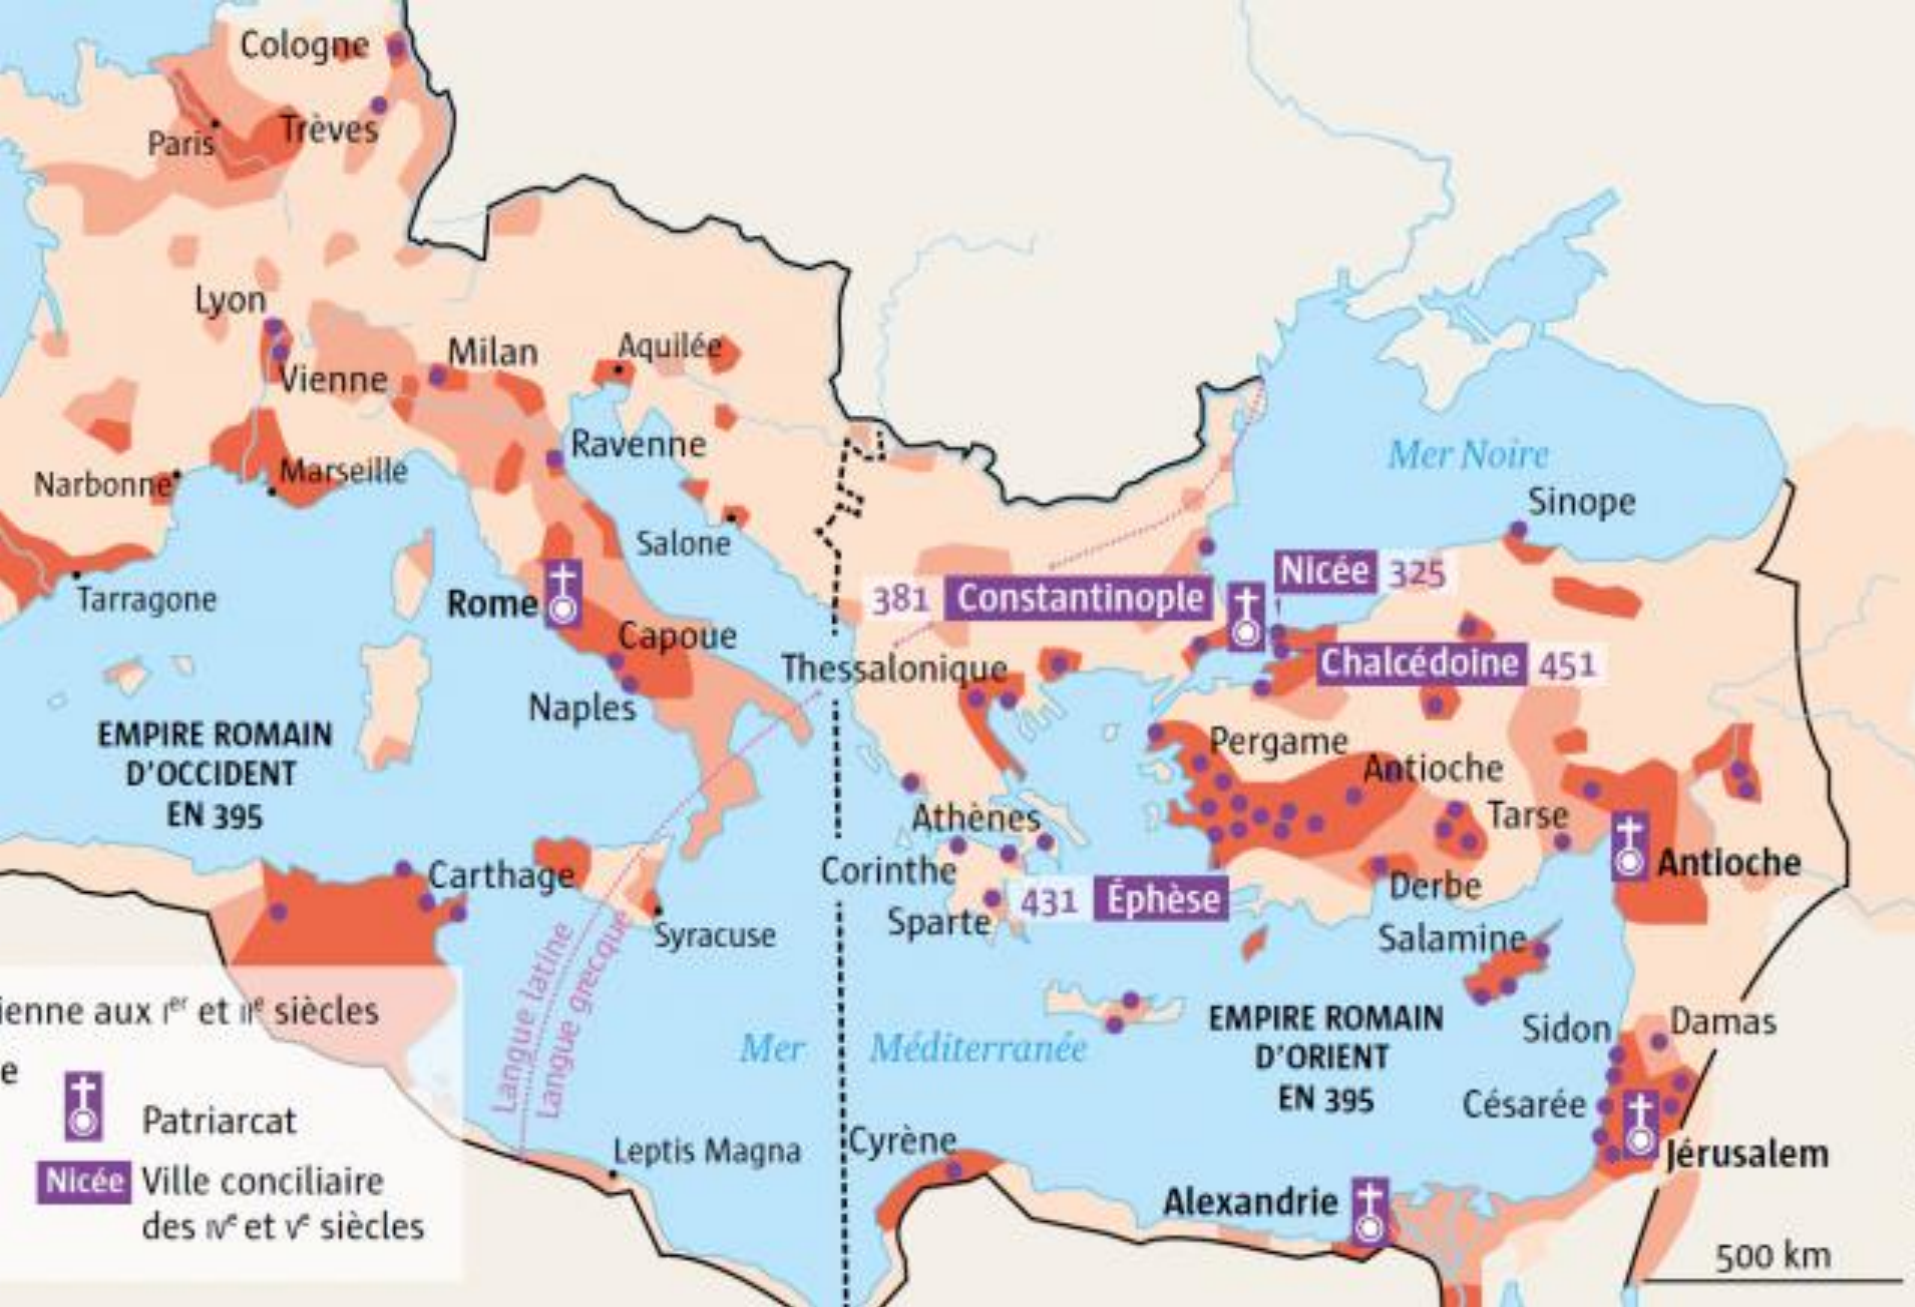 Cologne
Trèves
Paris
Lyon
Vienne
Milan
Aquilée
Ravenne
Narbonne
Marseille
Salone
Tarragone
Rome
Capoue
Naples
EMPIRE ROMAIN
D'OCCIDENT
EN 395
Carthage
Syracuse
Langue latine
Langue grecque
Leptis Magna
Mer Noire
Sinope
Nicée 325
381 Constantinople
Chalcédoine 451
Thessalonique
Pergame
Antioche
Tarse
Athènes
Corinthe
Sparte
431 Éphèse
Derbe
Antioche
Salamine
Mer Méditerranée
EMPIRE ROMAIN
D'ORIENT
EN 395
Sidon
Damas
Césarée
Jérusalem
Cyrène
Alexandrie
500 km
ienne aux Ier et IIe siècles
e
Patriarcat
Nicée Ville conciliaire
des IVe et Ve siècles